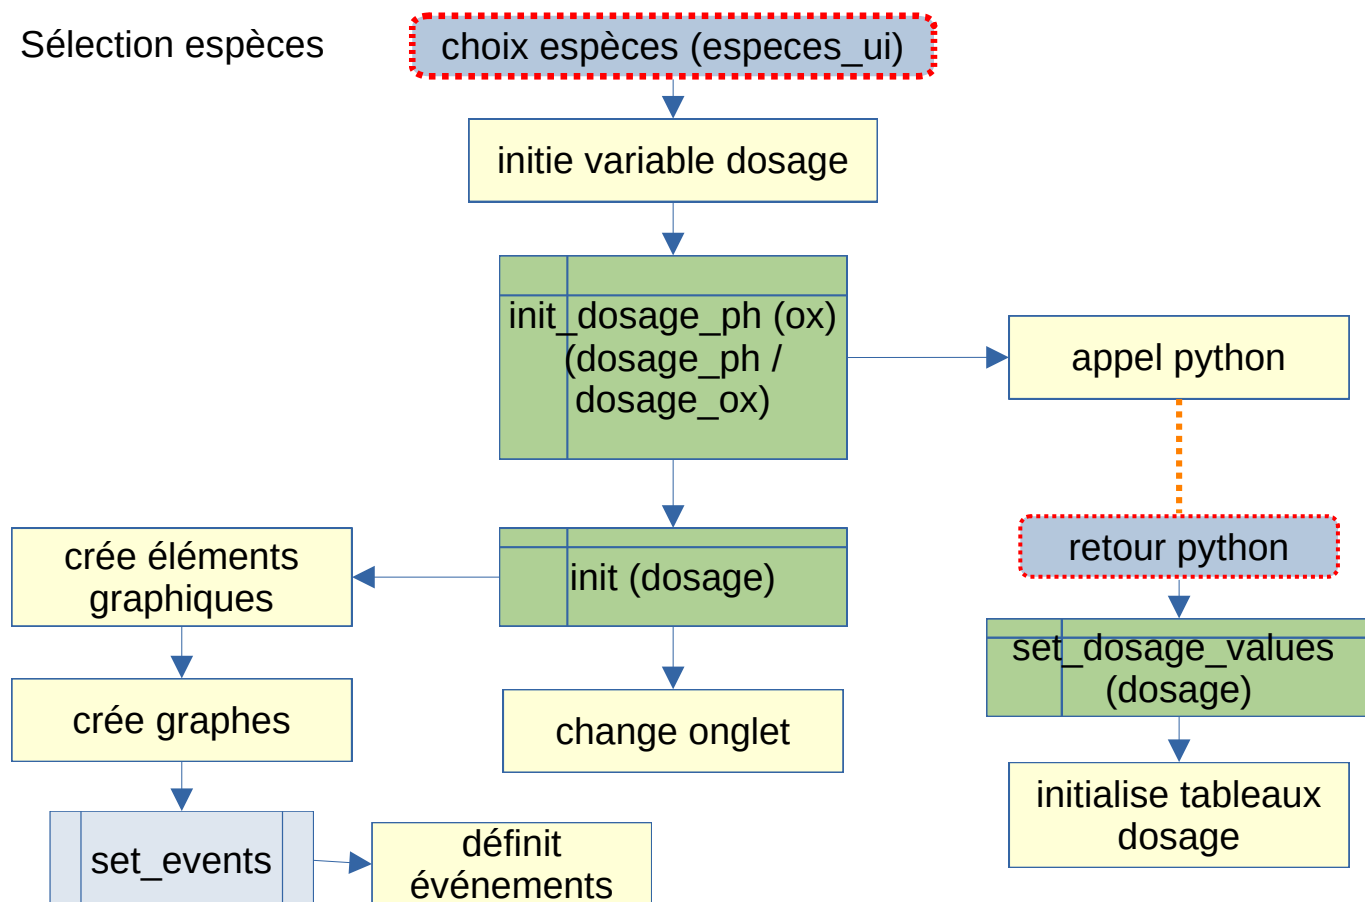 Sélection espèces
choix espèces (especes_ui)
initie variable dosage
init_dosage_ph (ox)
(dosage_ph /
dosage_ox)
appel python
retour python
crée éléments
graphiques
init (dosage)
set_dosage_values
(dosage)
crée graphes
change onglet
initialise tableaux
dosage
set_events
définit
événements